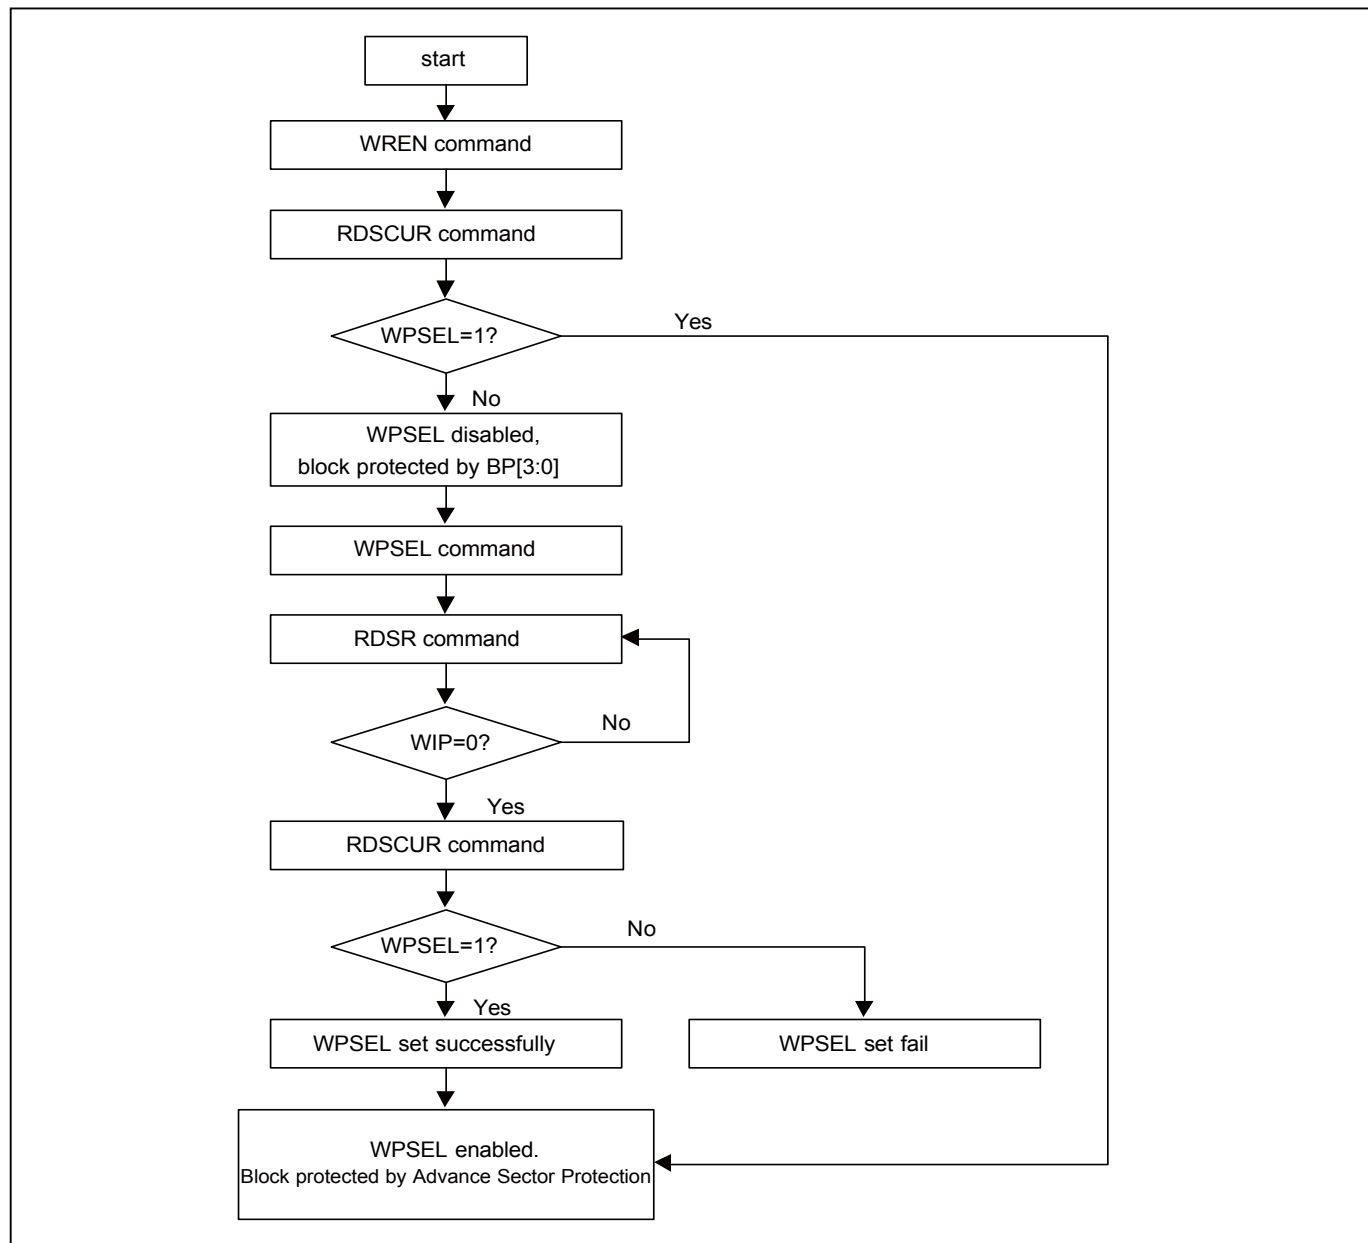 start
WREN command
RDSCUR command
WPSEL=1?
Yes
No
WPSEL disabled,
block protected by BP[3:0]
WPSEL command
RDSR command
WIP=0?
No
Yes
RDSCUR command
WPSEL=1?
No
Yes
WPSEL set successfully
WPSEL set fail
WPSEL enabled.
Block protected by Advance Sector Protection